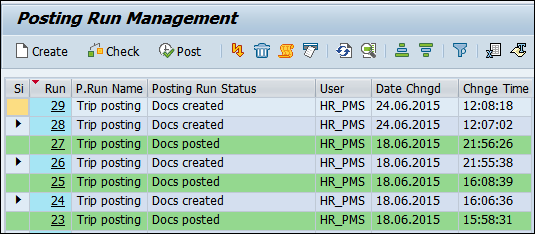 Posting Run Management
Create Check Post
Si Run P.Run Name Posting Run Status User Date Chngd Chnge Time
29 Trip posting Docs created HR_PMS 24.06.2015 12:08:18
28 Trip posting Docs created HR_PMS 24.06.2015 12:07:02
27 Trip posting Docs posted HR_PMS 18.06.2015 21:56:26
26 Trip posting Docs created HR_PMS 18.06.2015 21:55:38
25 Trip posting Docs posted HR_PMS 18.06.2015 16:08:39
24 Trip posting Docs created HR_PMS 18.06.2015 16:06:36
23 Trip posting Docs posted HR_PMS 18.06.2015 15:58:31